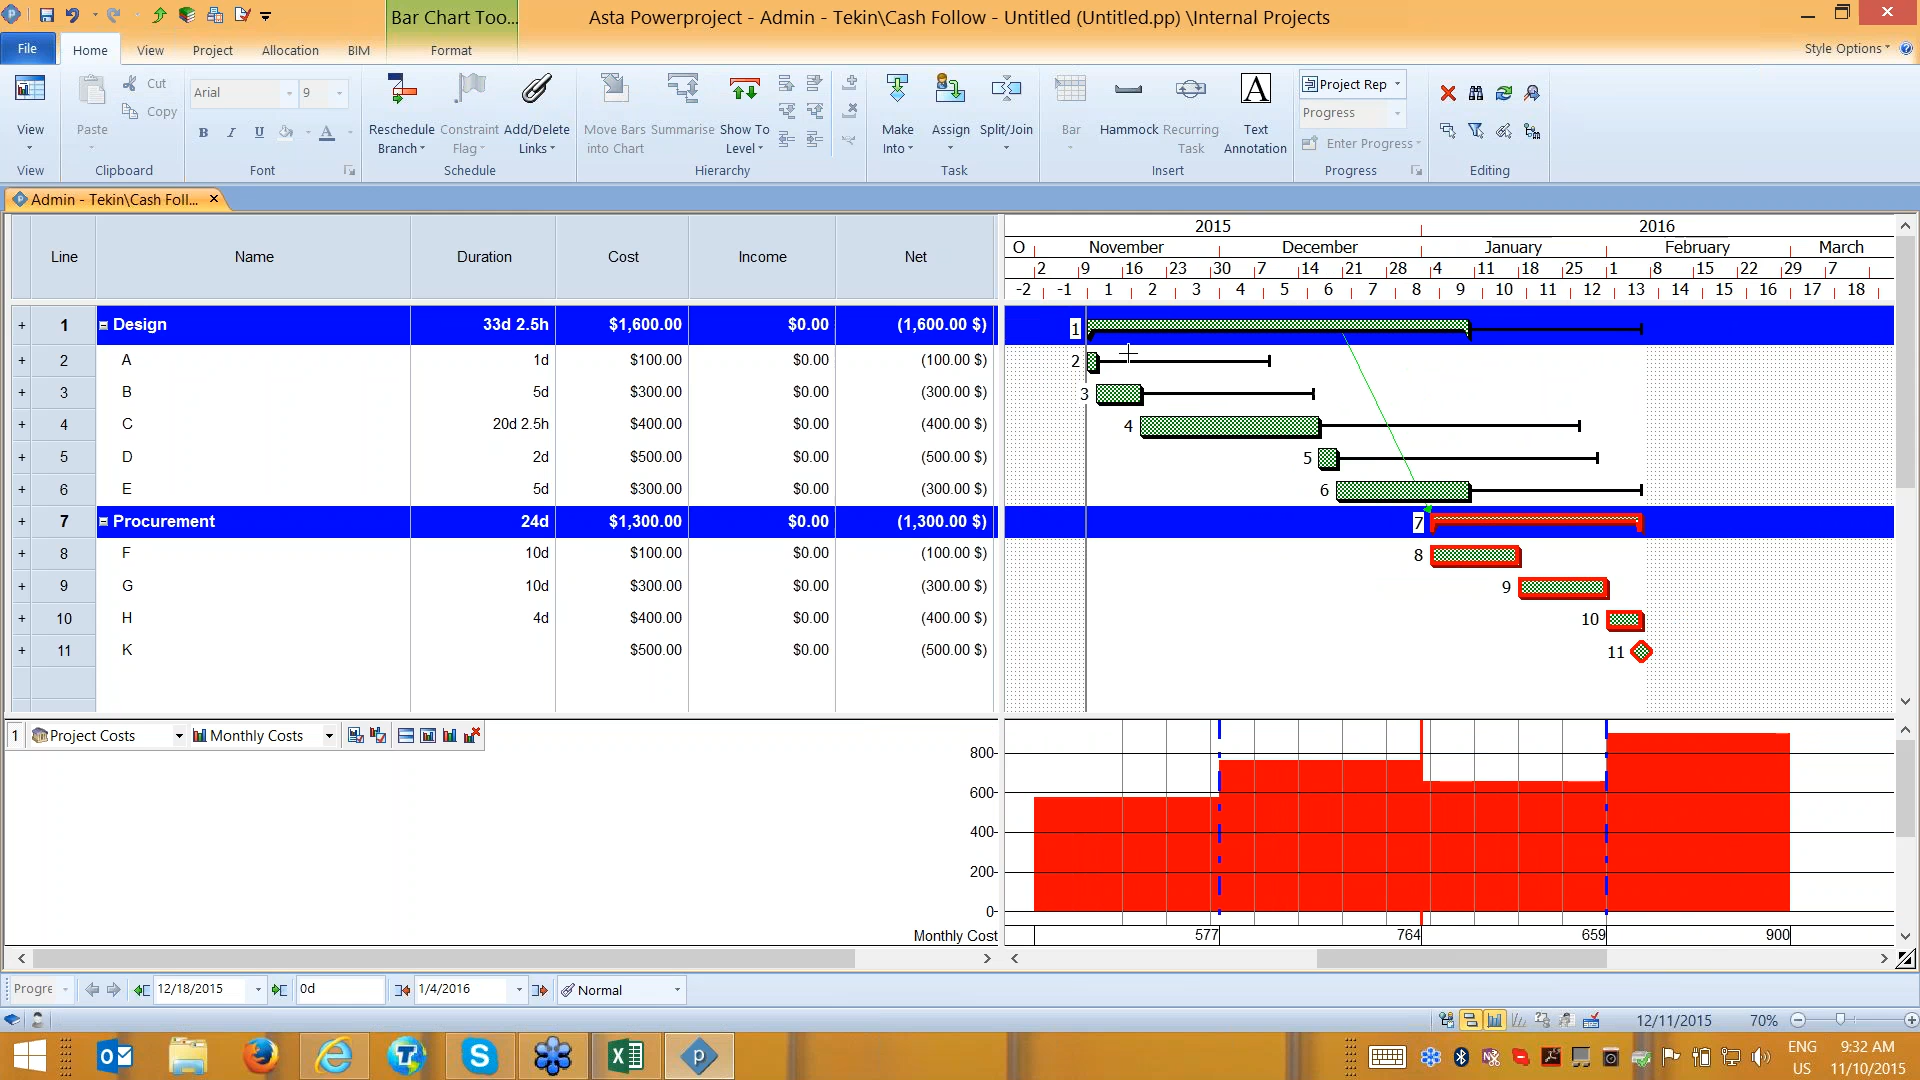 Bar Chart Too...
Asta Powerproject - Admin - Tekin\Cash Follow - Untitled (Untitled.pp) \Internal Projects
File Home View Project Allocation BIM Format Style Options
View
View
Paste
Cut
Copy
Clipboard
Arial 9
B I U A
Font
Reschedule Branch
Constraint Flag
Add/Delete Links
Schedule
Move Bars into Chart
Summarise
Show To Level
Hierarchy
Make Into
Assign
Split/Join
Task
Bar
Hammock
Recurring Task
Text Annotation
Insert
Project Rep
Progress
Enter Progress
Progress
Editing
Admin - Tekin\Cash Foll...
Line Name Duration Cost Income Net
1 Design 33d 2.5h $1,600.00 $0.00 (1,600.00 $)
2 A 1d $100.00 $0.00 (100.00 $)
3 B 5d $300.00 $0.00 (300.00 $)
4 C 20d 2.5h $400.00 $0.00 (400.00 $)
5 D 2d $500.00 $0.00 (500.00 $)
6 E 5d $300.00 $0.00 (300.00 $)
7 Procurement 24d $1,300.00 $0.00 (1,300.00 $)
8 F 10d $100.00 $0.00 (100.00 $)
9 G 10d $300.00 $0.00 (300.00 $)
10 H 4d $400.00 $0.00 (400.00 $)
11 K $500.00 $0.00 (500.00 $)
2015 2016
O November December January February March
2 9 16 23 30 7 14 21 28 4 11 18 25 1 8 15 22 29 7
-2 -1 1 2 3 4 5 6 7 8 9 10 11 12 13 14 15 16 17 18
1
2
3
4
5
6
7
8
9
10
11
1 Project Costs Monthly Costs
800
600
400
200
0
Monthly Cost 577 764 659 900
Progre 12/18/2015 0d 1/4/2016 Normal
12/11/2015 70%
ENG 9:32 AM
US 11/10/2015